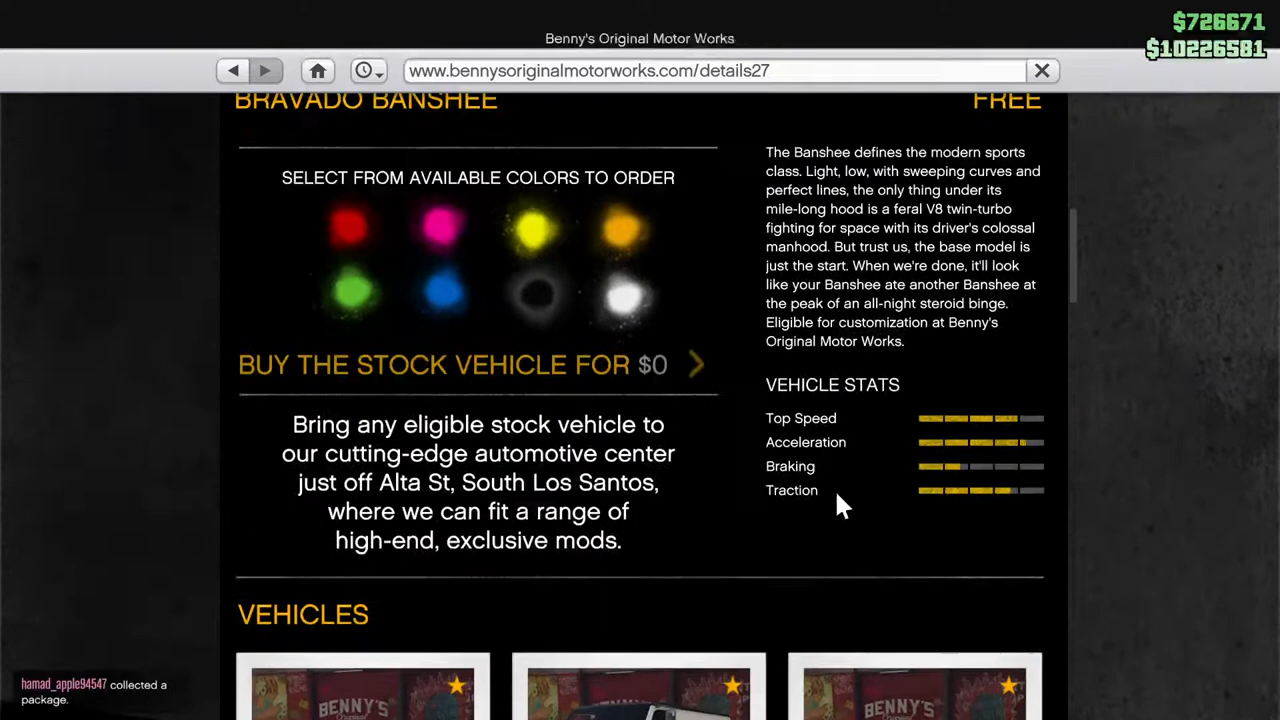 $726671
$10226581
Benny's Original Motor Works
www.bennysoriginalmotorworks.com/details27
BRAVADO BANSHEE
FREE
SELECT FROM AVAILABLE COLORS TO ORDER
BUY THE STOCK VEHICLE FOR $0
Bring any eligible stock vehicle to
our cutting-edge automotive center
just off Alta St, South Los Santos,
where we can fit a range of
high-end, exclusive mods.
The Banshee defines the modern sports
class. Light, low, with sweeping curves and
perfect lines, the only thing under its
mile-long hood is a feral V8 twin-turbo
fighting for space with its driver's colossal
manhood. But trust us, the base model is
just the start. When we're done, it'll look
like your Banshee ate another Banshee at
the peak of an all-night steroid binge.
Eligible for customization at Benny's
Original Motor Works.
VEHICLE STATS
Top Speed
Acceleration
Braking
Traction
VEHICLES
BENNY'S
BENNY'S
BENNY'S
hamad_apple94547 collected a
package.